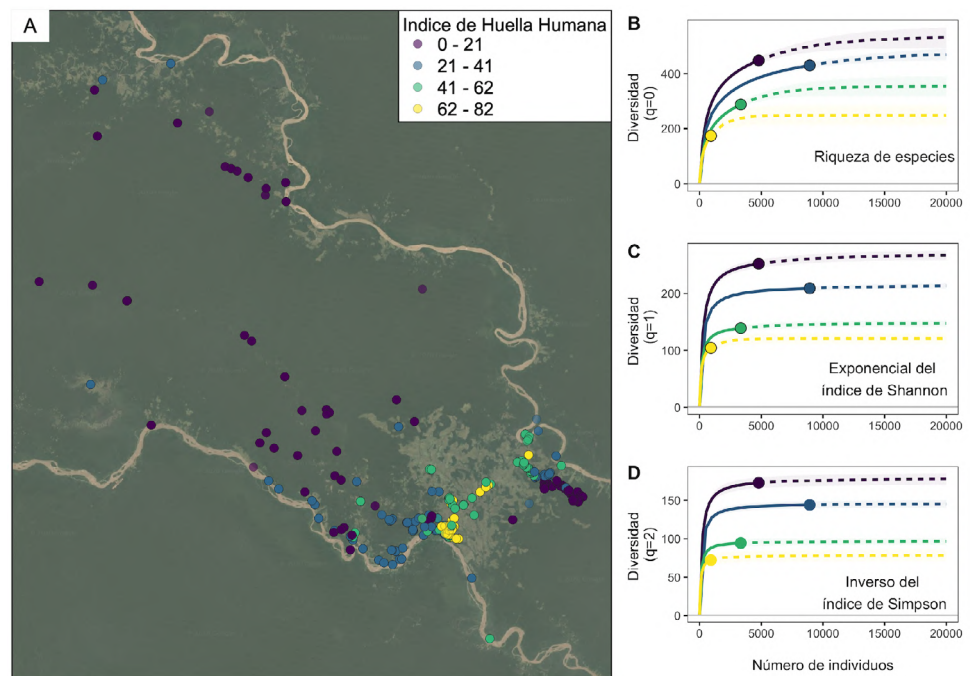 A
Indice de Huella Humana
0 - 21
21 - 41
41 - 62
62 - 82
B
Diversidad
(q=0)
400
200
0
Riqueza de especies
0
5000
10000
15000
20000
C
Diversidad
(q=1)
200
100
0
Exponencial del
índice de Shannon
0
5000
10000
15000
20000
D
Diversidad
(q=2)
150
100
50
0
Inverso del
índice de Simpson
0
5000
10000
15000
20000
Número de individuos